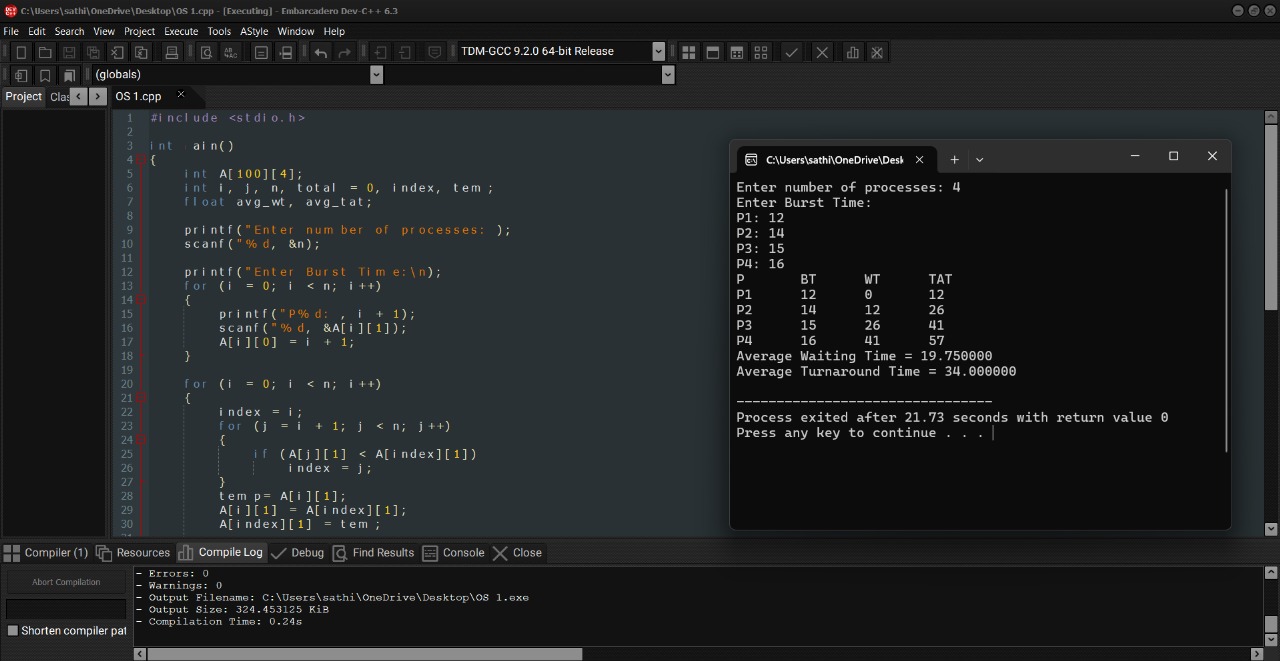 C:\Users\sathi\OneDrive\Desktop\OS 1.cpp - [Executing] - Embarcadero Dev-C++ 6.3
File Edit Search View Project Execute Tools AStyle Window Help
TDM-GCC 9.2.0 64-bit Release
(globals)
Project Clas OS 1.cpp
1 #include <stdio.h>
2
3 int ain()
4 {
5 int A[100][4];
6 int i, j, n, total = 0, index, tem ;
7 float avg_wt, avg_tat;
8
9 printf("Enter number of processes: );
10 scanf("%d, &n);
11
12 printf("Enter Burst Time:\n);
13 for (i = 0; i < n; i++)
14 {
15 printf("P%d: , i + 1);
16 scanf("%d, &A[i][1]);
17 A[i][0] = i + 1;
18 }
19
20 for (i = 0; i < n; i++)
21 {
22 index = i;
23 for (j = i + 1; j < n; j++)
24 {
25 if (A[j][1] < A[index][1])
26 index = j;
27 }
28 temp= A[i][1];
29 A[i][1] = A[index][1];
30 A[index][1] = tem ;
C:\Users\sathi\OneDrive\Desk
Enter number of processes: 4
Enter Burst Time:
P1: 12
P2: 14
P3: 15
P4: 16
P BT WT TAT
P1 12 0 12
P2 14 12 26
P3 15 26 41
P4 16 41 57
Average Waiting Time = 19.750000
Average Turnaround Time = 34.000000
--------------------------------
Process exited after 21.73 seconds with return value 0
Press any key to continue . . .
Compiler (1) Resources Compile Log Debug Find Results Console Close
Abort Compilation
Shorten compiler pat
- Errors: 0
- Warnings: 0
- Output Filename: C:\Users\sathi\OneDrive\Desktop\OS 1.exe
- Output Size: 324.453125 KiB
- Compilation Time: 0.24s